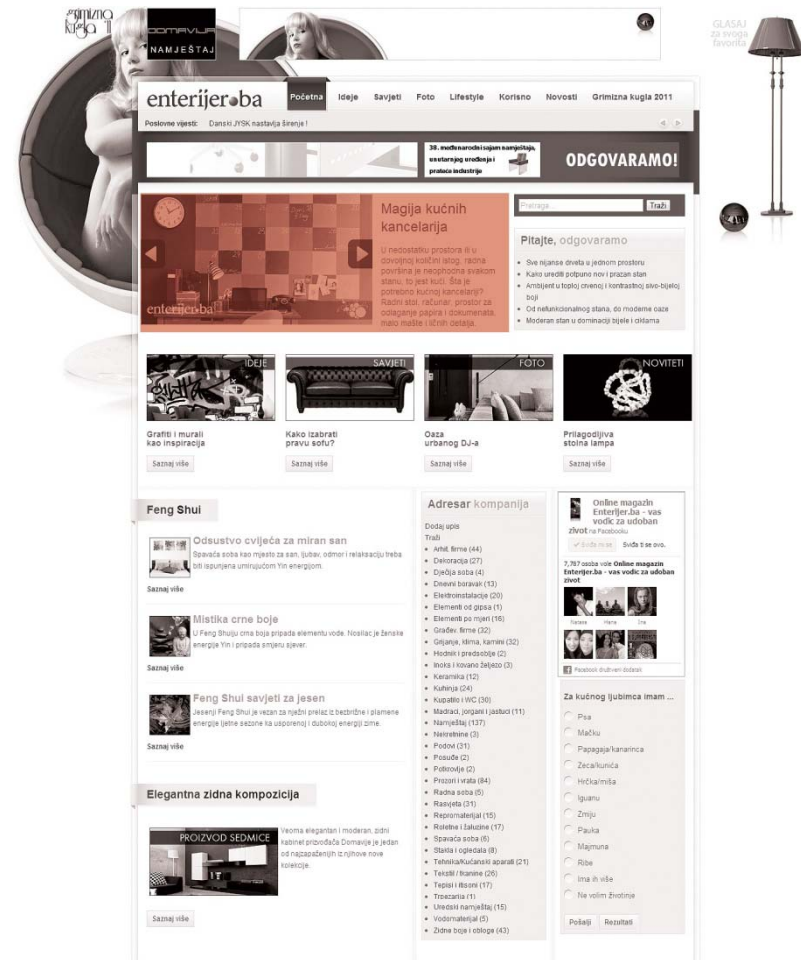 grimizna
kugla 11
DOMAVIJA
NAMJEŠTAJ
GLASAJ
za svoga
favorita
enterijer.ba
Početna Ideje Savjeti Foto Lifestyle Korisno Novosti Grimizna kugla 2011
Poslovne vijesti: Danski JYSK nastavlja širenje !
38. međunarodni sajam namještaja,
unutarnjeg uređenja i
prateće industrije
ODGOVARAMO!
Magija kućnih
kancelarija
U nedostatku prostora ili u
dovoljnoj količini istog, radna
površina je neophodna svakom
stanu, to jest kući. Šta je
potrebno kućnoj kancelariji?
Radni stol, računar, prostor za
odlaganje papira i dokumenata,
malo mašte i ličnih detalja.
enterijer.ba
Pretraga ... Traži
Pitajte, odgovaramo
Sve nijanse drveta u jednom prostoru
Kako urediti potpuno nov i prazan stan
Ambijent u toploj crvenoj i kontrastnoj sivo-bijeloj
boji
Od nefunkcionalnog stana, do moderne oaze
Moderan stan u dominaciji bijele i ciklama
IDEJE
Grafiti i murali
kao inspiracija
Saznaj više
SAVJETI
Kako izabrati
pravu sofu?
Saznaj više
FOTO
Oaza
urbanog DJ-a
Saznaj više
NOVITETI
Prilagodljiva
stolna lampa
Saznaj više
Feng Shui
Odsustvo cvijeća za miran san
Spavaća soba kao mjesto za san, ljubav, odmor i relaksaciju treba
biti ispunjena umirujućom Yin energijom.
Saznaj više
Mistika crne boje
U Feng Shuiju crna boja pripada elementu vode. Nosilac je ženske
energije Yin i pripada smjeru sjever.
Saznaj više
Feng Shui savjeti za jesen
Jesenji Feng Shui je vezan za nježni prelaz iz bezbrižne i plamene
energije ljetne sezone ka usporenoj i dubokoj energiji zime.
Saznaj više
Elegantna zidna kompozicija
PROIZVOD SEDMICE
Veoma elegantan i moderan, zidni
kabinet prizvođača Domavije je jedan
od najzapaženijih iz njihove nove
kolekcije.
Saznaj više
Adresar kompanija
Dodaj upis
Traži
Arhit. firme (44)
Dekoracija (27)
Dječija soba (4)
Dnevni boravak (13)
Elektroinstalacije (20)
Elementi od gipsa (1)
Elementi po mjeri (16)
Građev. firme (32)
Grijanje, klima, kamini (32)
Hodnik i predsoblje (2)
Inoks i kovano željezo (3)
Keramika (12)
Kuhinja (24)
Kupatilo i WC (30)
Madraci, jorgani i jastuci (11)
Namještaj (137)
Nekretnine (3)
Podovi (31)
Posuđe (2)
Potkrovlje (2)
Prozori i vrata (84)
Radna soba (5)
Rasvjeta (31)
Repromaterijal (15)
Roletne i žaluzine (17)
Spavaća soba (6)
Stakla i ogledala (8)
Tehnika/Kućanski aparati (21)
Tekstil / tkanine (26)
Tepisi i itisoni (17)
Trpezarija (1)
Uredski namještaj (15)
Vodomaterijal (5)
Zidne boje i obloge (43)
Online magazin
Enterijer.ba - vas
vodic za udoban
zivot na Facebooku
Sviđa mi se Sviđa ti se ovo.
7,787 osoba vole Online magazin
Enterijer.ba - vas vodic za udoban
zivot
Natasa Hana Ina
Facebook društveni dodatak
Za kućnog ljubimca imam ...
Psa
Mačku
Papagaja/kanarinca
Zeca/kunića
Hrčka/miša
Iguanu
Zmiju
Pauka
Majmuna
Ribe
Ima ih više
Ne volim životinje
Pošalji Rezultati